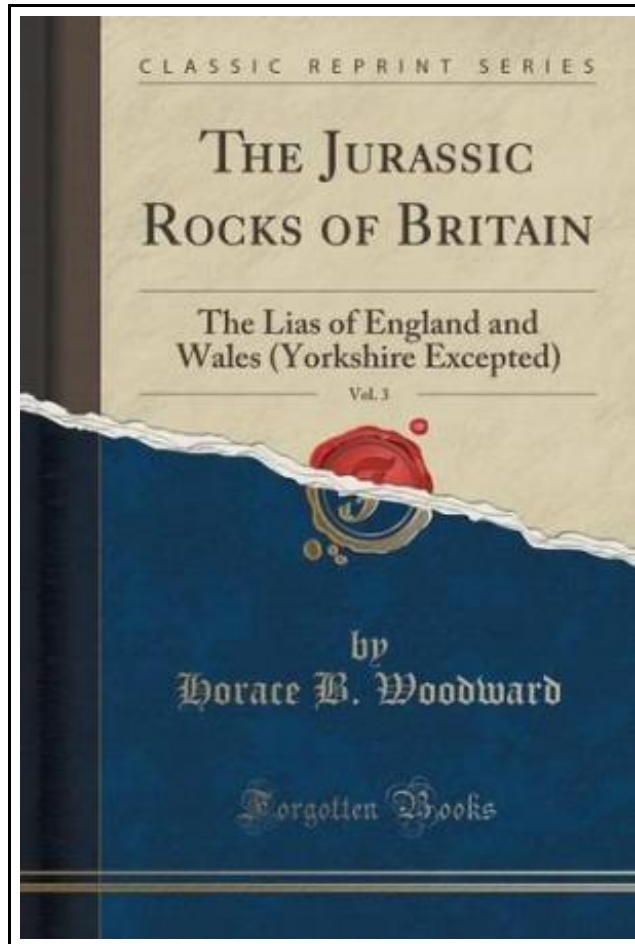 CLASSIC REPRINT SERIES
THE JURASSIC
ROCKS OF BRITAIN
The Lias of England and
Wales (Yorkshire Excepted)
Vol. 3
by
Horace B. Woodward
Forgotten Books